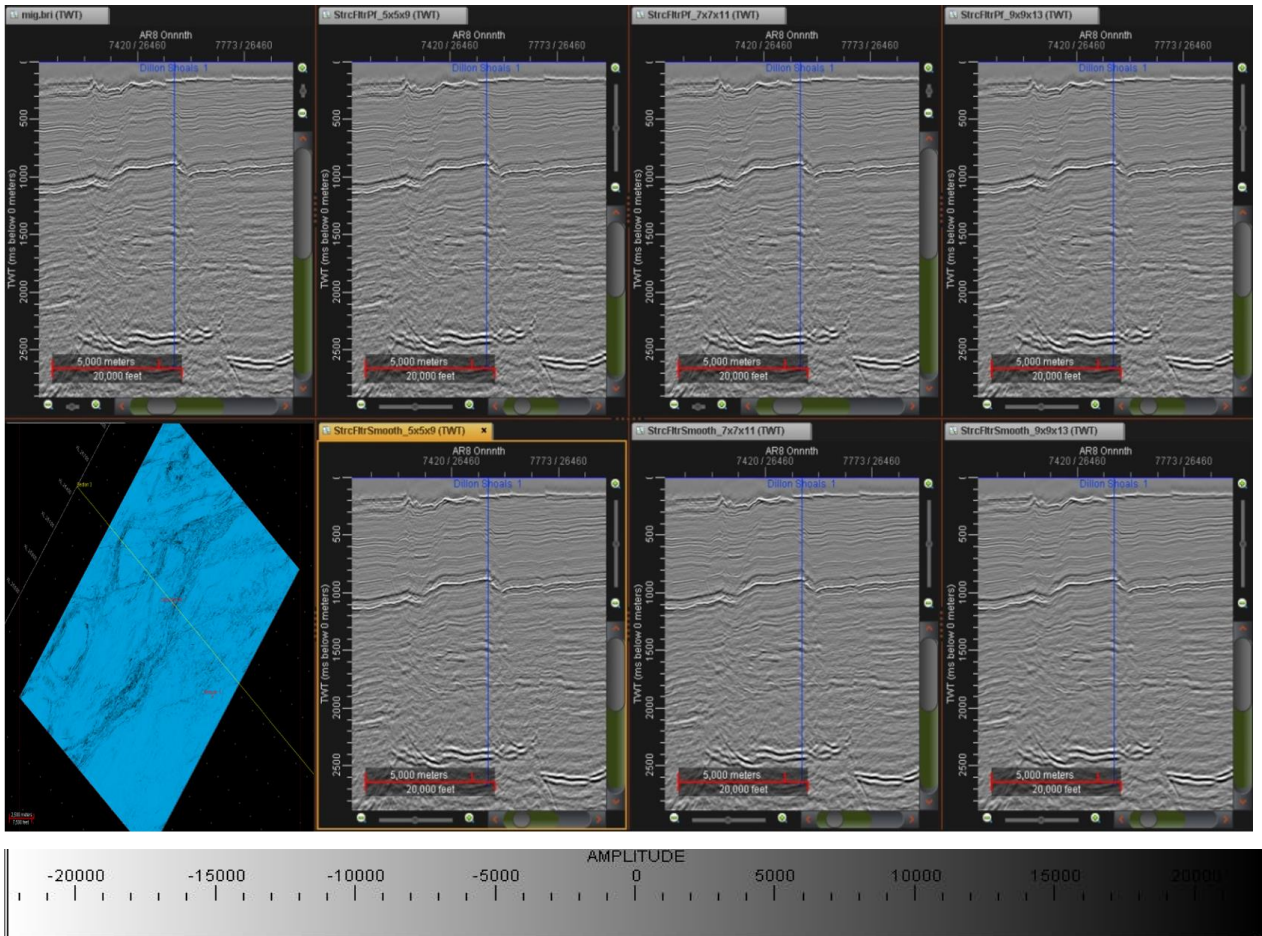 mig.bri (TWT)
StrcFltrPf_5x5x9 (TWT)
StrcFltrPf_7x7x11 (TWT)
StrcFltrPf_9x9x13 (TWT)
AR8 Onnnth
7420 / 26460 7773 / 26460
AR8 Onnnth
7420 / 26460 7773 / 26460
AR8 Onnnth
7420 / 26460 7773 / 26460
AR8 Onnnth
7420 / 26460 7773 / 26460
Dillon Shoals 1
Dillon Shoals 1
Dillon Shoals 1
Dillon Shoals 1
TWT (ms below 0 meters)
500
1000
1500
2000
2500
TWT (ms below 0 meters)
500
1000
1500
2000
2500
TWT (ms below 0 meters)
500
1000
1500
2000
2500
TWT (ms below 0 meters)
500
1000
1500
2000
2500
5,000 meters
20,000 feet
5,000 meters
20,000 feet
5,000 meters
20,000 feet
5,000 meters
20,000 feet
StrcFltrSmooth_5x5x9 (TWT) ×
StrcFltrSmooth_7x7x11 (TWT)
StrcFltrSmooth_9x9x13 (TWT)
AR8 Onnnth
7420 / 26460 7773 / 26460
AR8 Onnnth
7420 / 26460 7773 / 26460
AR8 Onnnth
7420 / 26460 7773 / 26460
Dillon Shoals 1
Dillon Shoals 1
Dillon Shoals 1
TWT (ms below 0 meters)
500
1000
1500
2000
2500
TWT (ms below 0 meters)
500
1000
1500
2000
2500
TWT (ms below 0 meters)
500
1000
1500
2000
2500
5,000 meters
20,000 feet
5,000 meters
20,000 feet
5,000 meters
20,000 feet
AMPLITUDE
-20000 -15000 -10000 -5000 0 5000 10000 15000 20000